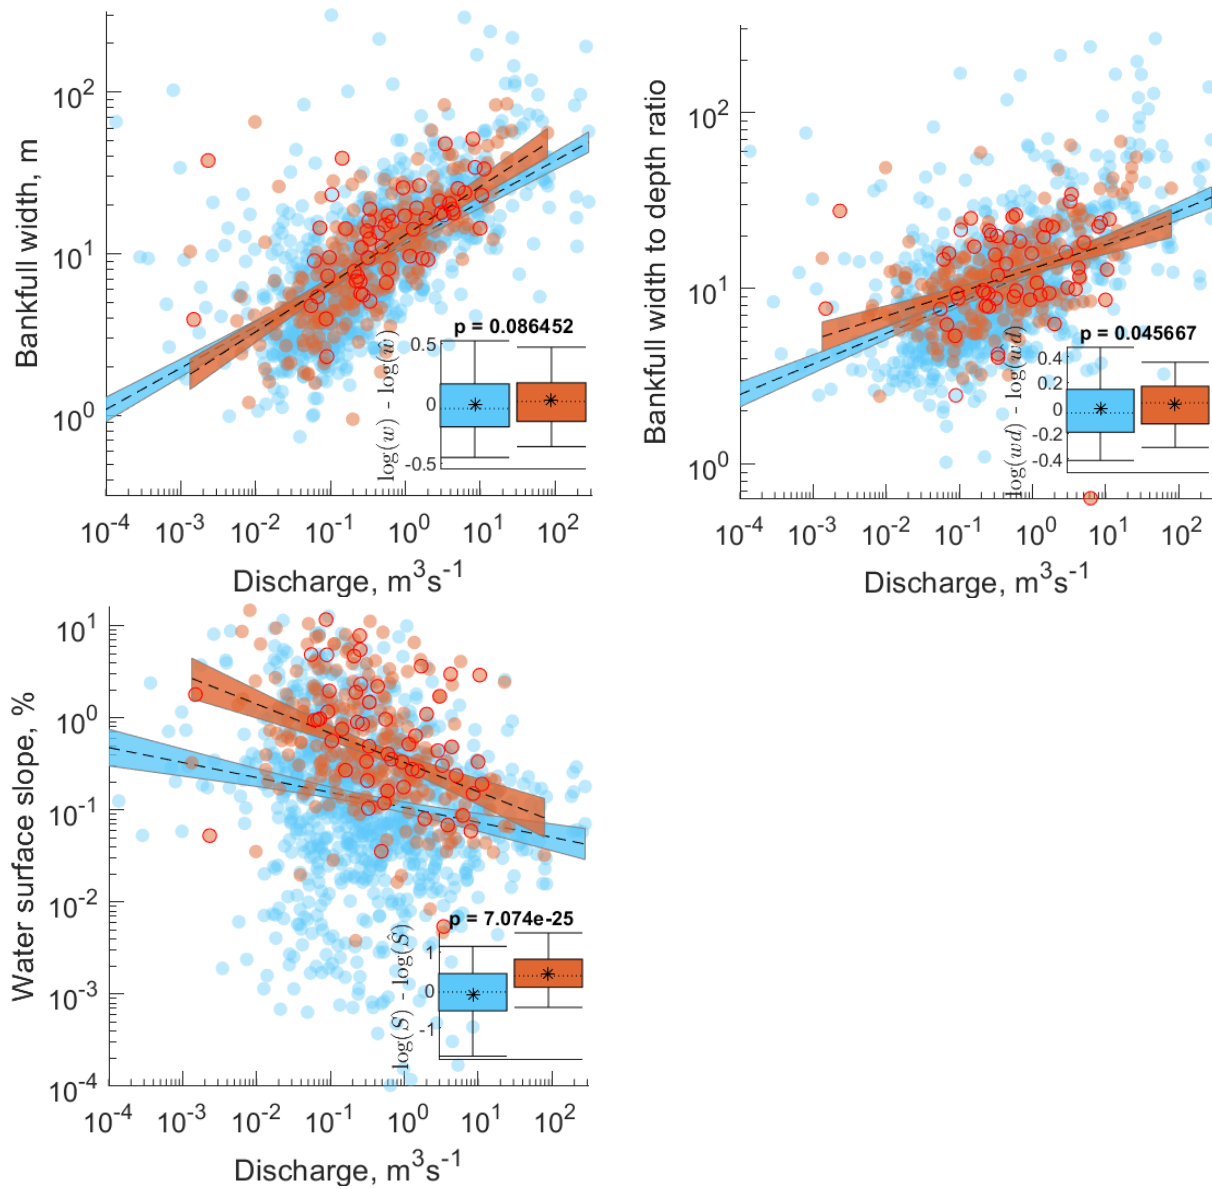 Bankfull width, m
10^2
10^1
10^0
p = 0.086452
log(w) - log(ŵ)
0.5
0
-0.5
10^-4 10^-3 10^-2 10^-1 10^0 10^1 10^2
Discharge, m^3s^-1
Bankfull width to depth ratio
10^2
10^1
10^0
p = 0.045667
log(wd) - log(ŵd)
0.4
0.2
0
-0.2
-0.4
10^-4 10^-3 10^-2 10^-1 10^0 10^1 10^2
Discharge, m^3s^-1
Water surface slope, %
10^1
10^0
10^-1
10^-2
10^-3
10^-4
p = 7.074e-25
log(S) - log(Ŝ)
1
0
-1
10^-4 10^-3 10^-2 10^-1 10^0 10^1 10^2
Discharge, m^3s^-1